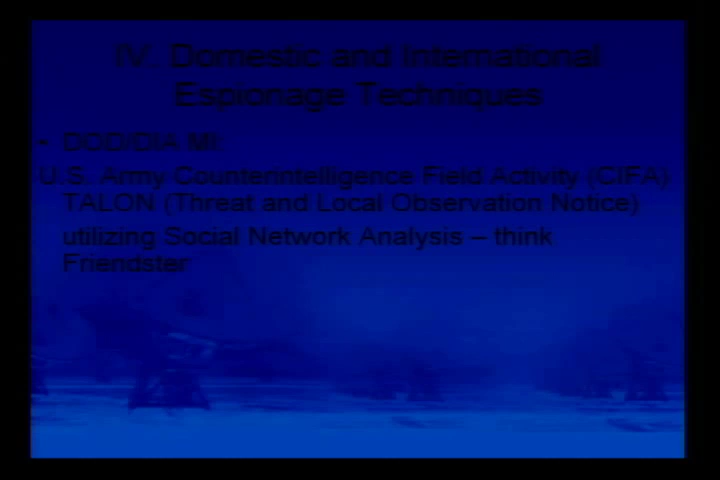 IV. Domestic and International
Espionage Techniques
• DOD/DIA MI:
U.S. Army Counterintelligence Field Activity (CIFA)
TALON (Threat and Local Observation Notice)
utilizing Social Network Analysis – think
Friendster